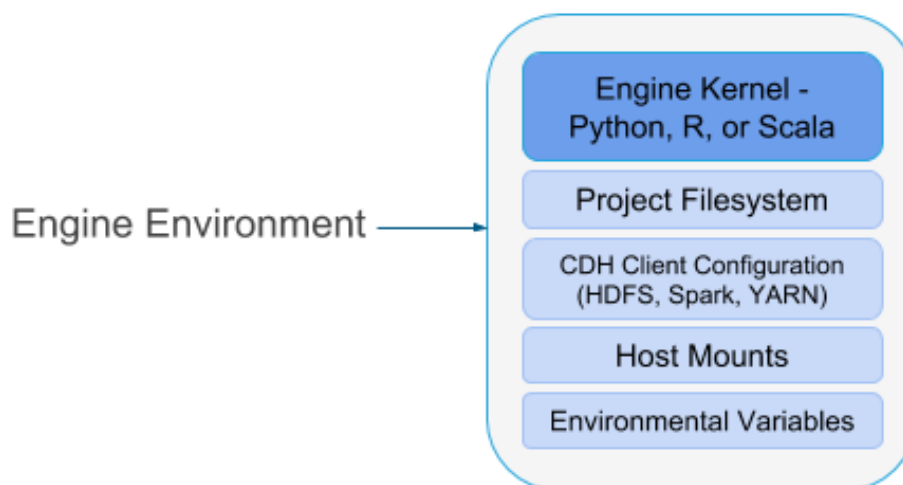 Engine Environment
Engine Kernel -
Python, R, or Scala
Project Filesystem
CDH Client Configuration
(HDFS, Spark, YARN)
Host Mounts
Environmental Variables